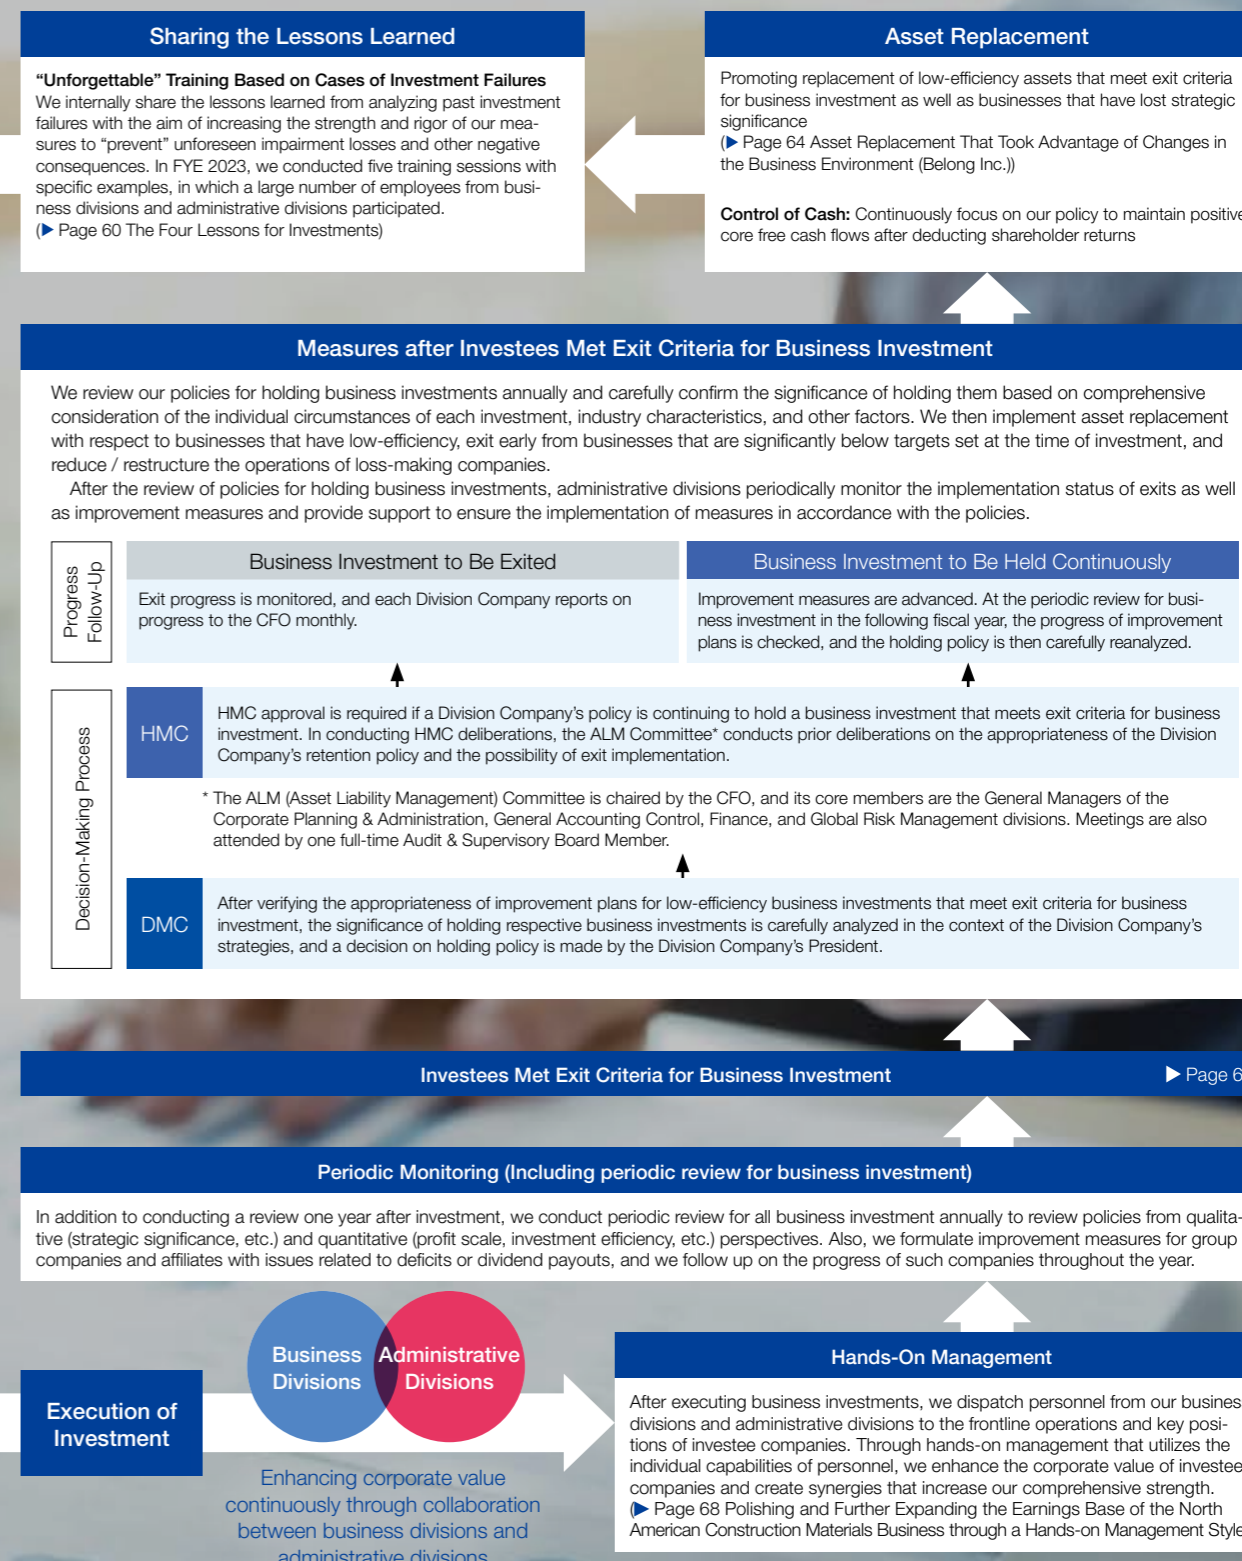 Sharing the Lessons Learned
“Unforgettable” Training Based on Cases of Investment Failures
We internally share the lessons learned from analyzing past investment
failures with the aim of increasing the strength and rigor of our mea-
sures to “prevent” unforeseen impairment losses and other negative
consequences. In FYE 2023, we conducted five training sessions with
specific examples, in which a large number of employees from busi-
ness divisions and administrative divisions participated.
(▶ Page 60 The Four Lessons for Investments)
Asset Replacement
Promoting replacement of low-efficiency assets that meet exit criteria
for business investment as well as businesses that have lost strategic
significance
(▶ Page 64 Asset Replacement That Took Advantage of Changes in
the Business Environment (Belong Inc.))
Control of Cash: Continuously focus on our policy to maintain positive
core free cash flows after deducting shareholder returns
Measures after Investees Met Exit Criteria for Business Investment
We review our policies for holding business investments annually and carefully confirm the significance of holding them based on comprehensive
consideration of the individual circumstances of each investment, industry characteristics, and other factors. We then implement asset replacement
with respect to businesses that have low-efficiency, exit early from businesses that are significantly below targets set at the time of investment, and
reduce / restructure the operations of loss-making companies.
After the review of policies for holding business investments, administrative divisions periodically monitor the implementation status of exits as well
as improvement measures and provide support to ensure the implementation of measures in accordance with the policies.
Progress
Follow-Up
Business Investment to Be Exited
Exit progress is monitored, and each Division Company reports on
progress to the CFO monthly.
Business Investment to Be Held Continuously
Improvement measures are advanced. At the periodic review for busi-
ness investment in the following fiscal year, the progress of improvement
plans is checked, and the holding policy is then carefully reanalyzed.
Decision-Making Process
HMC
HMC approval is required if a Division Company’s policy is continuing to hold a business investment that meets exit criteria for business
investment. In conducting HMC deliberations, the ALM Committee* conducts prior deliberations on the appropriateness of the Division
Company’s retention policy and the possibility of exit implementation.
* The ALM (Asset Liability Management) Committee is chaired by the CFO, and its core members are the General Managers of the
Corporate Planning & Administration, General Accounting Control, Finance, and Global Risk Management divisions. Meetings are also
attended by one full-time Audit & Supervisory Board Member.
DMC
After verifying the appropriateness of improvement plans for low-efficiency business investments that meet exit criteria for business
investment, the significance of holding respective business investments is carefully analyzed in the context of the Division Company’s
strategies, and a decision on holding policy is made by the Division Company’s President.
Investees Met Exit Criteria for Business Investment
▶ Page 6
Periodic Monitoring (Including periodic review for business investment)
In addition to conducting a review one year after investment, we conduct periodic review for all business investment annually to review policies from qualita-
tive (strategic significance, etc.) and quantitative (profit scale, investment efficiency, etc.) perspectives. Also, we formulate improvement measures for group
companies and affiliates with issues related to deficits or dividend payouts, and we follow up on the progress of such companies throughout the year.
Execution of
Investment
Business
Divisions
Administrative
Divisions
Enhancing corporate value
continuously through collaboration
between business divisions and
administrative divisions
Hands-On Management
After executing business investments, we dispatch personnel from our busines
divisions and administrative divisions to the frontline operations and key posi-
tions of investee companies. Through hands-on management that utilizes the
individual capabilities of personnel, we enhance the corporate value of investee
companies and create synergies that increase our comprehensive strength.
(▶ Page 68 Polishing and Further Expanding the Earnings Base of the North
American Construction Materials Business through a Hands-on Management Style